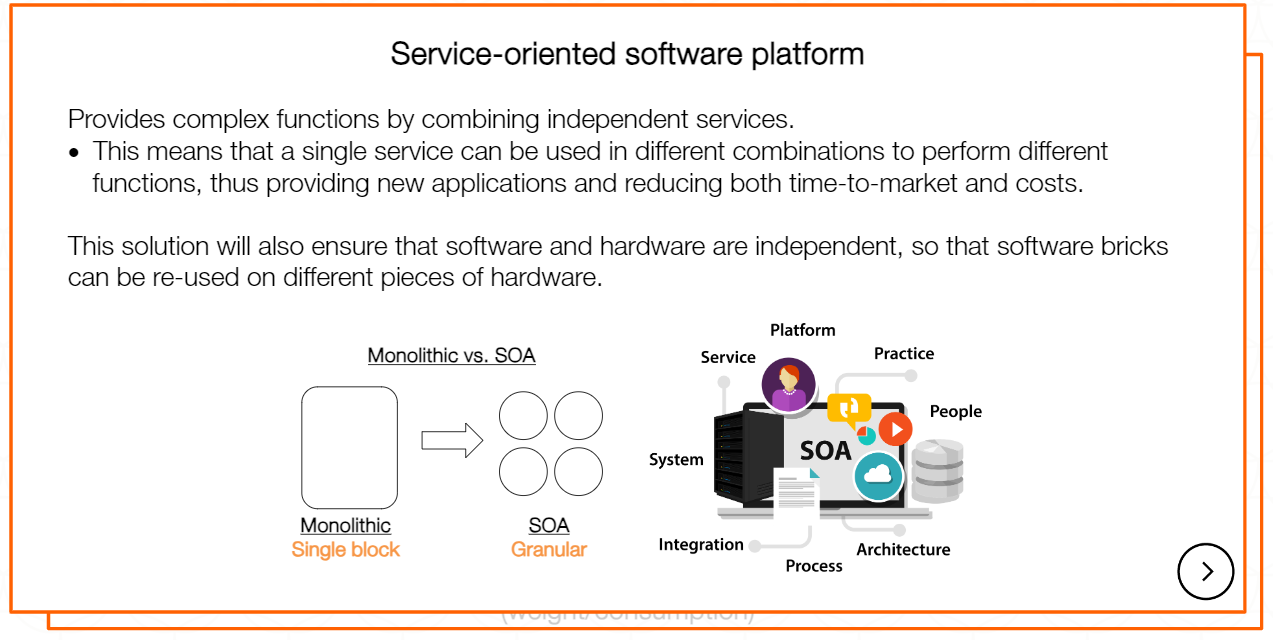 Service-oriented software platform
Provides complex functions by combining independent services.
• This means that a single service can be used in different combinations to perform different
functions, thus providing new applications and reducing both time-to-market and costs.
This solution will also ensure that software and hardware are independent, so that software bricks
can be re-used on different pieces of hardware.
Monolithic vs. SOA
Monolithic
Single block
SOA
Granular
Platform
Service
Practice
People
SOA
System
Integration
Architecture
Process
(weight/consumption)